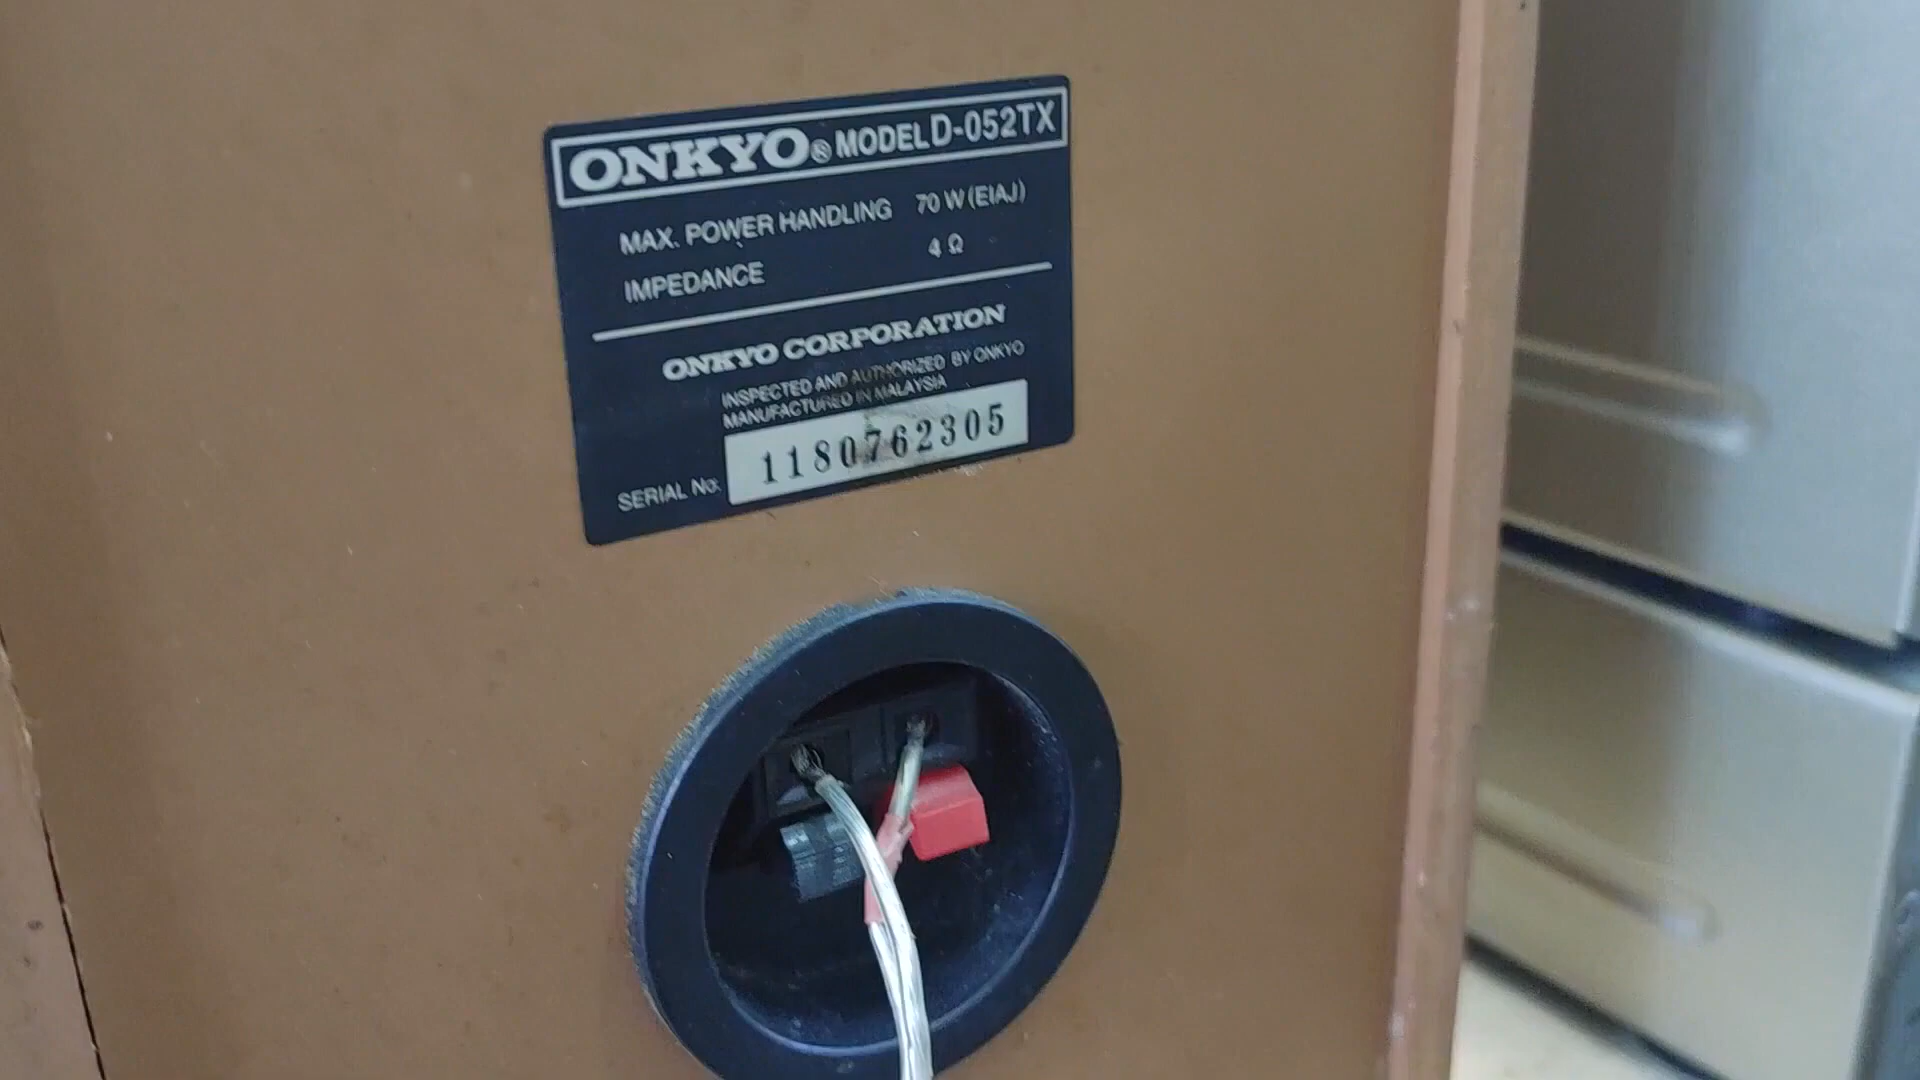 ONKYO® MODEL D-052TX
MAX. POWER HANDLING 70 W (EIAJ)
IMPEDANCE 4 Ω
ONKYO CORPORATION
INSPECTED AND AUTHORIZED BY ONKYO
MANUFACTURED IN MALAYSIA
SERIAL No. 1180762305